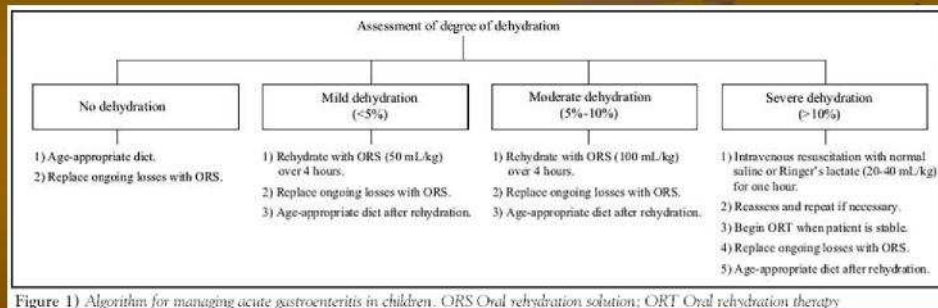 Assessment of degree of dehydration
No dehydration
1) Age-appropriate diet.
2) Replace ongoing losses with ORS.
Mild dehydration
(<5%)
1) Rehydrate with ORS (50 mL/kg)
over 4 hours.
2) Replace ongoing losses with ORS.
3) Age-appropriate diet after rehydration.
Moderate dehydration
(5%-10%)
1) Rehydrate with ORS (100 mL/kg)
over 4 hours.
2) Replace ongoing losses with ORS.
3) Age-appropriate diet after rehydration.
Severe dehydration
(>10%)
1) Intravenous resuscitation with normal
saline or Ringer's lactate (20-40 mL/kg)
for one hour.
2) Reassess and repeat if necessary.
3) Begin ORT when patient is stable.
4) Replace ongoing losses with ORS.
5) Age-appropriate diet after rehydration.
Figure 1) Algorithm for managing acute gastroenteritis in children. ORS Oral rehydration solution; ORT Oral rehydration therapy